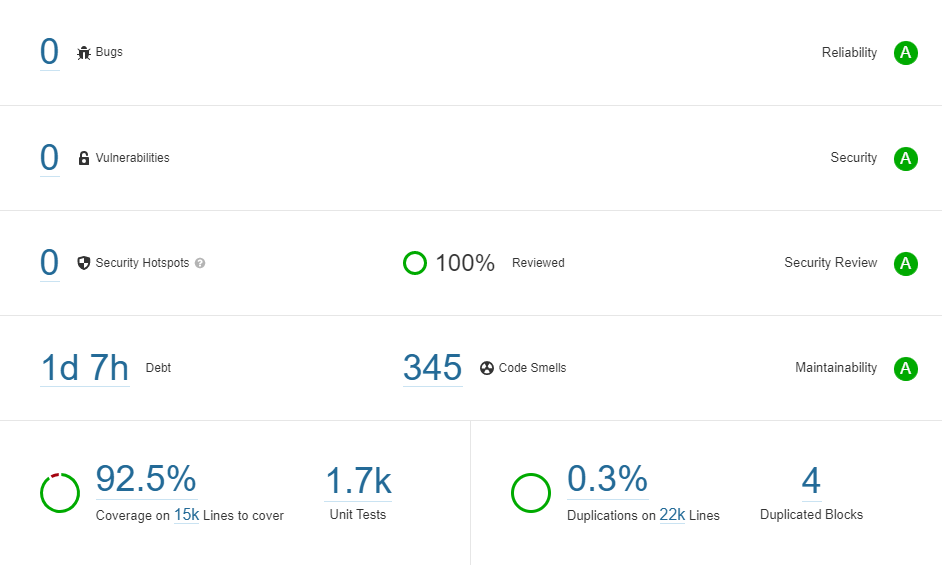 0 Bugs Reliability A
0 Vulnerabilities Security A
0 Security Hotspots ? 100% Reviewed Security Review A
1d 7h Debt 345 Code Smells Maintainability A
92.5% 1.7k 0.3% 4
Coverage on 15k Lines to cover Unit Tests Duplications on 22k Lines Duplicated Blocks